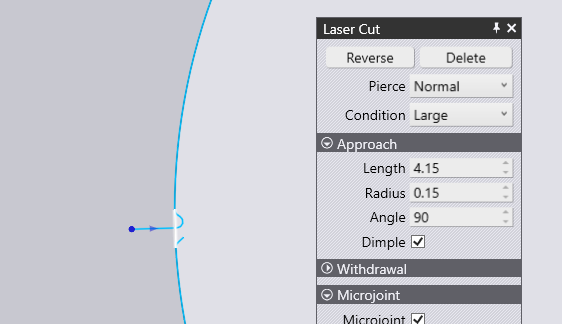 Laser Cut
Reverse Delete
Pierce Normal
Condition Large
Approach
Length 4.15
Radius 0.15
Angle 90
Dimple
Withdrawal
Microjoint
Microjoint